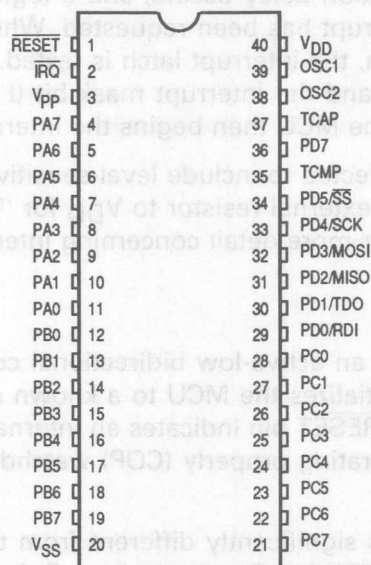 RESET 1 40 VDD
IRQ 2 39 OSC1
VPP 3 38 OSC2
PA7 4 37 TCAP
PA6 5 36 PD7
PA5 6 35 TCMP
PA4 7 34 PD5/SS
PA3 8 33 PD4/SCK
PA2 9 32 PD3/MOSI
PA1 10 31 PD2/MISO
PA0 11 30 PD1/TDO
PB0 12 29 PD0/RDI
PB1 13 28 PC0
PB2 14 27 PC1
PB3 15 26 PC2
PB4 16 25 PC3
PB5 17 24 PC4
PB6 18 23 PC5
PB7 19 22 PC6
VSS 20 21 PC7